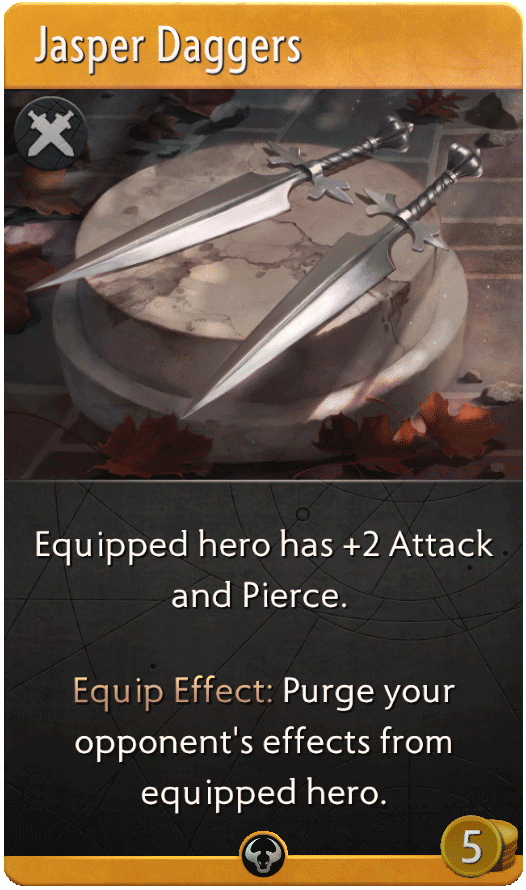 Jasper Daggers
Equipped hero has +2 Attack
and Pierce.
Equip Effect: Purge your
opponent's effects from
equipped hero.
5